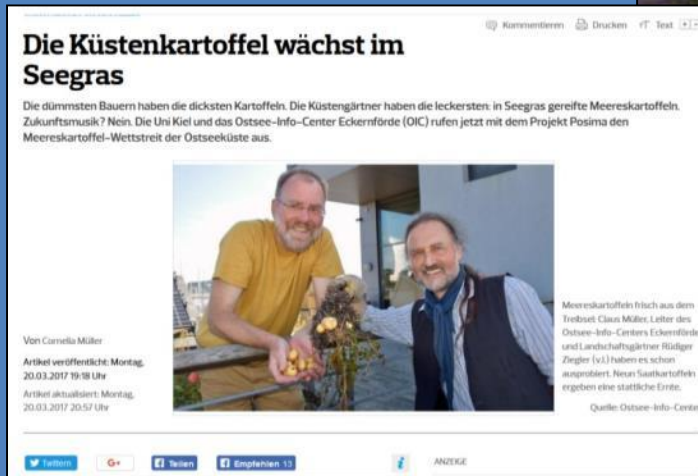 Kommentieren Drucken Text
Die Küstenkartoffel wächst im
Seegras
Die dümmsten Bauern haben die dicksten Kartoffeln. Die Küstengärtner haben die leckersten: in Seegras gereifte Meereskartoffeln.
Zukunftsmusik? Nein. Die Uni Kiel und das Ostsee-Info-Center Eckernförde (OIC) rufen jetzt mit dem Projekt Posima den
Meereskartoffel-Wettstreit der Ostseeküste aus.
Von Cornelia Müller
Artikel veröffentlicht: Montag,
20.03.2017 19:18 Uhr
Artikel aktualisiert: Montag,
20.03.2017 20:57 Uhr
Meereskartoffeln frisch aus dem
Treibsel: Claus Müller, Leiter des
Ostsee-Info-Centers Eckernförde
und Landschaftsgärtner Rüdiger
Ziegler (v.l.) haben es schon
ausprobiert. Neun Saatkartoffeln
ergeben eine stattliche Ernte.
Quelle: Ostsee-Info-Cente
Twittern G+ Teilen Empfehlen 13 i ANZEIGE